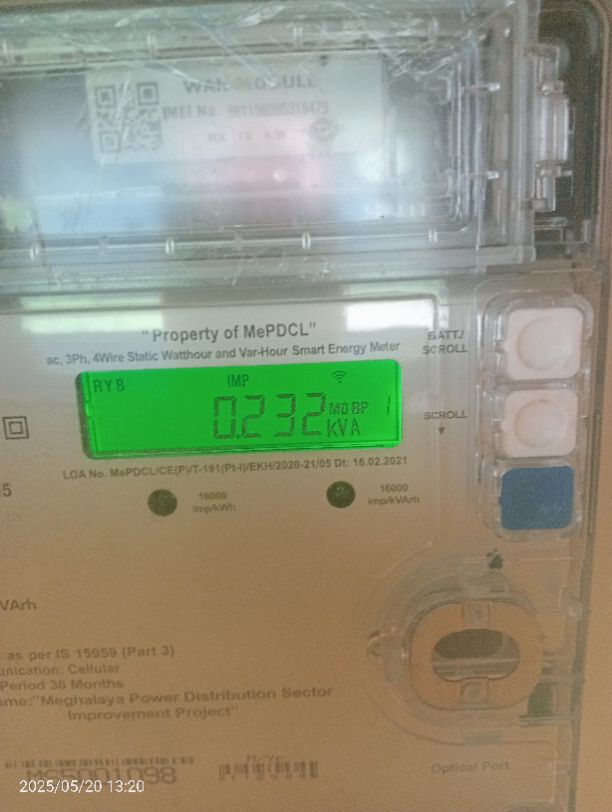 WAN MODULE
IMEI No. 861198065318479
RX TX N/W
"Property of MePDCL"
ac, 3Ph, 4Wire Static Watthour and Var-Hour Smart Energy Meter
BATT/
SCROLL
RYB IMP
0.232 MD BP
kVA
SCROLL
LOA No. MePDCL/CE(P)/T-191(Pt-I)/EKH/2020-21/05 Dt: 16.02.2021
16000
imp/kWh
16000
imp/kVArh
VArh
as per IS 15959 (Part 3)
nication: Cellular
Period 36 Months
me:"Meghalaya Power Distribution Sector
Improvement Project"
Optical Port
2025/05/20 13:20